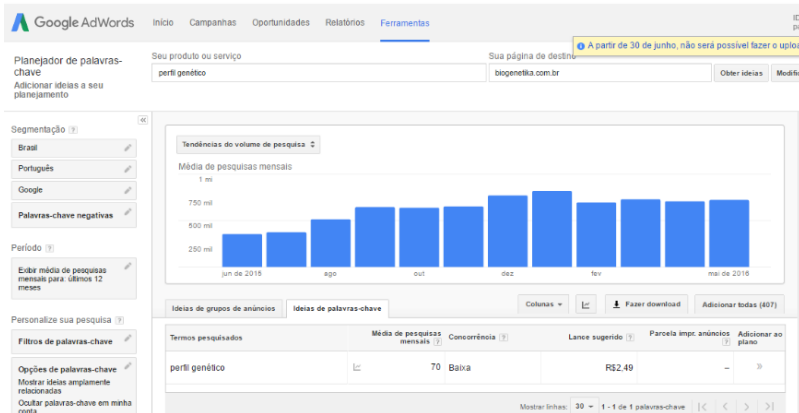 Google AdWords Início Campanhas Oportunidades Relatórios Ferramentas
A partir de 30 de junho, não será possível fazer o uploa
Planejador de palavras-
chave
Adicionar ideias a seu
planejamento
Seu produto ou serviço Sua página de destino
perfil genético biogenetika.com.br Obter ideias Modific
Segmentação ?
Brasil
Português
Google
Palavras-chave negativas
Período ?
Exibir média de pesquisas
mensais para: últimos 12
meses
Personalize sua pesquisa ?
Filtros de palavras-chave
Opções de palavras-chave
Mostrar ideias amplamente
relacionadas
Ocultar palavras-chave em minha
conta
Tendências do volume de pesquisa
Média de pesquisas mensais
1 mi
750 mil
500 mil
250 mil
jun de 2015 ago out dez fev mai de 2016
Ideias de grupos de anúncios Ideias de palavras-chave Colunas Fazer download Adicionar todas (407)
Termos pesquisados Média de pesquisas mensais ? Concorrência ? Lance sugerido ? Parcela impr. anúncios ? Adicionar ao plano
perfil genético 70 Baixa R$2,49 – »
Mostrar linhas: 30 1 - 1 de 1 palavras-chave |< < > >|